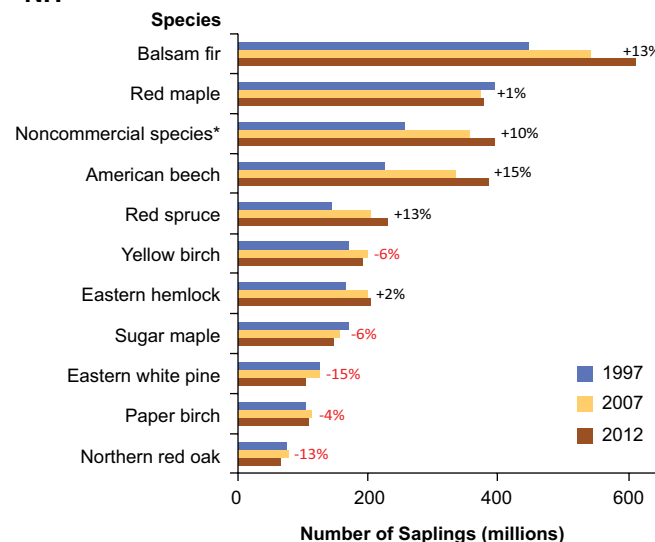 Species
Balsam fir
+13%
Red maple
+1%
Noncommercial species*
+10%
American beech
+15%
Red spruce
+13%
Yellow birch
-6%
Eastern hemlock
+2%
Sugar maple
-6%
Eastern white pine
-15%
Paper birch
-4%
Northern red oak
-13%
1997
2007
2012
0 200 400 600
Number of Saplings (millions)